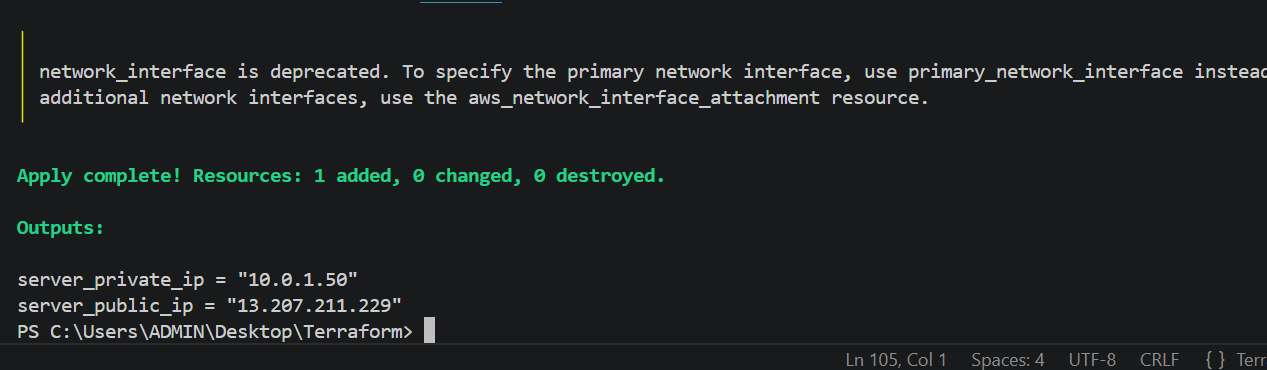 network_interface is deprecated. To specify the primary network interface, use primary_network_interface instead
additional network interfaces, use the aws_network_interface_attachment resource.
Apply complete! Resources: 1 added, 0 changed, 0 destroyed.
Outputs:
server_private_ip = "10.0.1.50"
server_public_ip = "13.207.211.229"
PS C:\Users\ADMIN\Desktop\Terraform>
Ln 105, Col 1 Spaces: 4 UTF-8 CRLF {} Terr